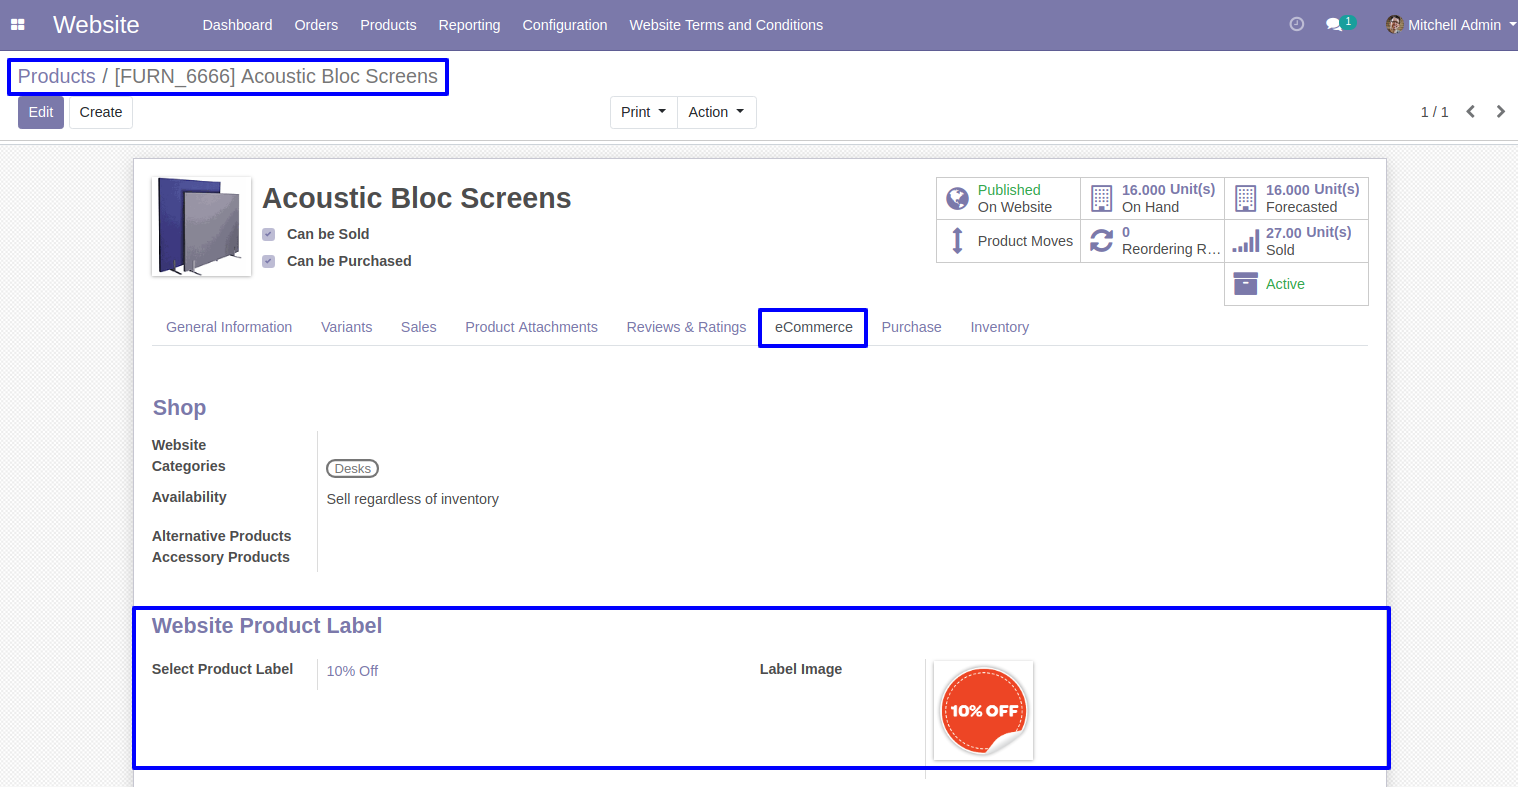 Website Dashboard Orders Products Reporting Configuration Website Terms and Conditions 1 Mitchell Admin
Products / [FURN_6666] Acoustic Bloc Screens
Edit Create Print Action 1 / 1
Acoustic Bloc Screens
Can be Sold
Can be Purchased
Published
On Website
16.000 Unit(s)
On Hand
16.000 Unit(s)
Forecasted
Product Moves
0
Reordering R…
27.00 Unit(s)
Sold
Active
General Information Variants Sales Product Attachments Reviews & Ratings eCommerce Purchase Inventory
Shop
Website
Categories
Desks
Availability Sell regardless of inventory
Alternative Products
Accessory Products
Website Product Label
Select Product Label 10% Off Label Image
10% OFF